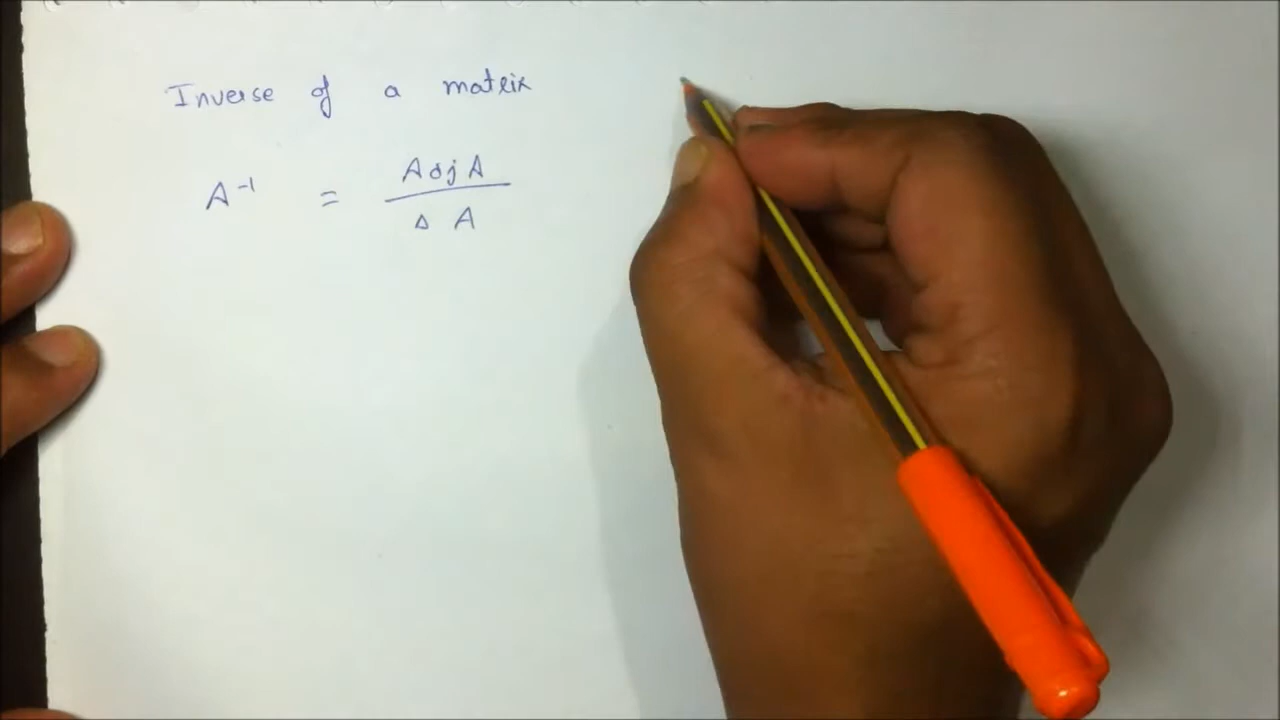 Inverse of a matrix
A⁻¹ = Adj A
Δ A